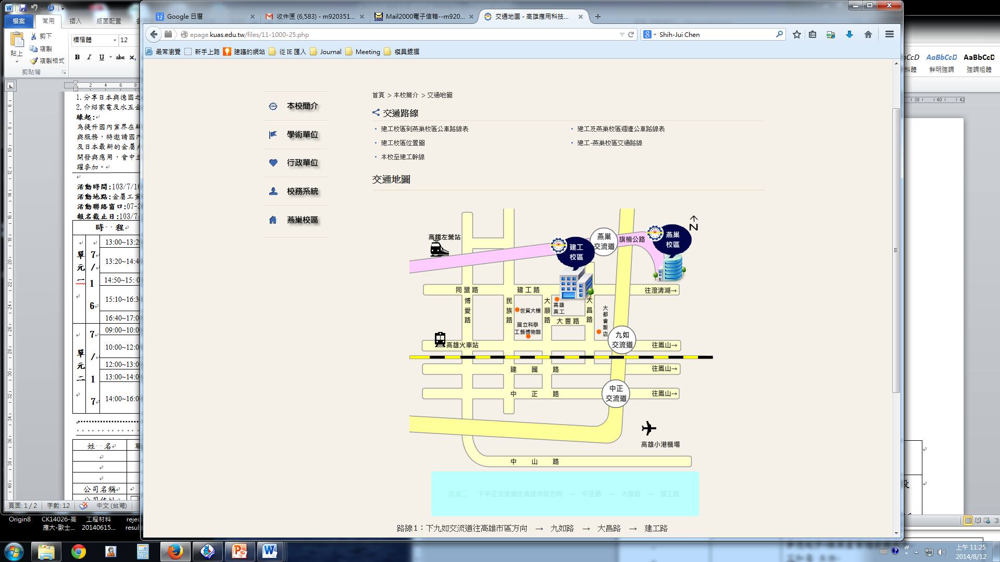 檔案
常用
插入
版面配置
標楷體
12
剪下
複製
複製格式
貼上
剪貼簿
1.分享日本與德國之
2.介紹家電及水五金
緣起:
為提升國內業界在
與服務，特邀請國內
及日本最新的金屬
開發與應用，會中並
躍參加。
活動時間:103/7/16
活動地點:金屬工業
活動聯絡窗口:07-3
報名截止日:103/7/
時 程
單元一
7/16
13:00~13:20
13:20~14:40
14:50~15:
15:10~16:30
16:40~17:00
單元二
7/17
09:00~10:00
10:00~12:00
12:00~13:00
13:00~14:00
14:00~16:00
姓 名
公司名稱
頁面: 1 / 2
字數: 12
中文 (台灣)
Google 日曆
收件匣 (6,583) - m920351...
Mail2000電子信箱--m920...
交通地圖 - 高雄應用科技...
epage.kuas.edu.tw/files/11-1000-25.php
Shih-Jui Chen
最常瀏覽
新手上路
建議的網站
從 IE 匯入
Journal
Meeting
模具鍍膜
本校簡介
學術單位
行政單位
校務系統
燕巢校區
首頁 > 本校簡介 > 交通地圖
交通路線
建工校區到燕巢校區公車路線表
建工及燕巢校區週遭公車路線表
建工校區位置圖
建工-燕巢校區交通路線
本校至建工幹線
交通地圖
N
高鐵左營站
建工校區
燕巢交流道
旗楠公路
燕巢校區
同盟路
建工路
往澄清湖→
博愛路
民族路
大順路
大昌路
高雄高工
世貿大樓
大豐路
國立科學工藝博物館
大都會飯店
九如交流道
高雄火車站
往鳳山→
建 國 路
往鳳山→
中 正 路
中正交流道
往鳳山→
高雄小港機場
中 山 路
路線二 下中正交流道往高雄市區方向 → 中正路 → 大順路 → 建工路
路線1：下九如交流道往高雄市區方向 → 九如路 → 大昌路 → 建工路
AaBbCcD
AaBbCcD
鮮明強調
強調粗體
Origin8
CK14026-高應大-歐士...
工程材料20140615...
上午 11:25
2014/8/12